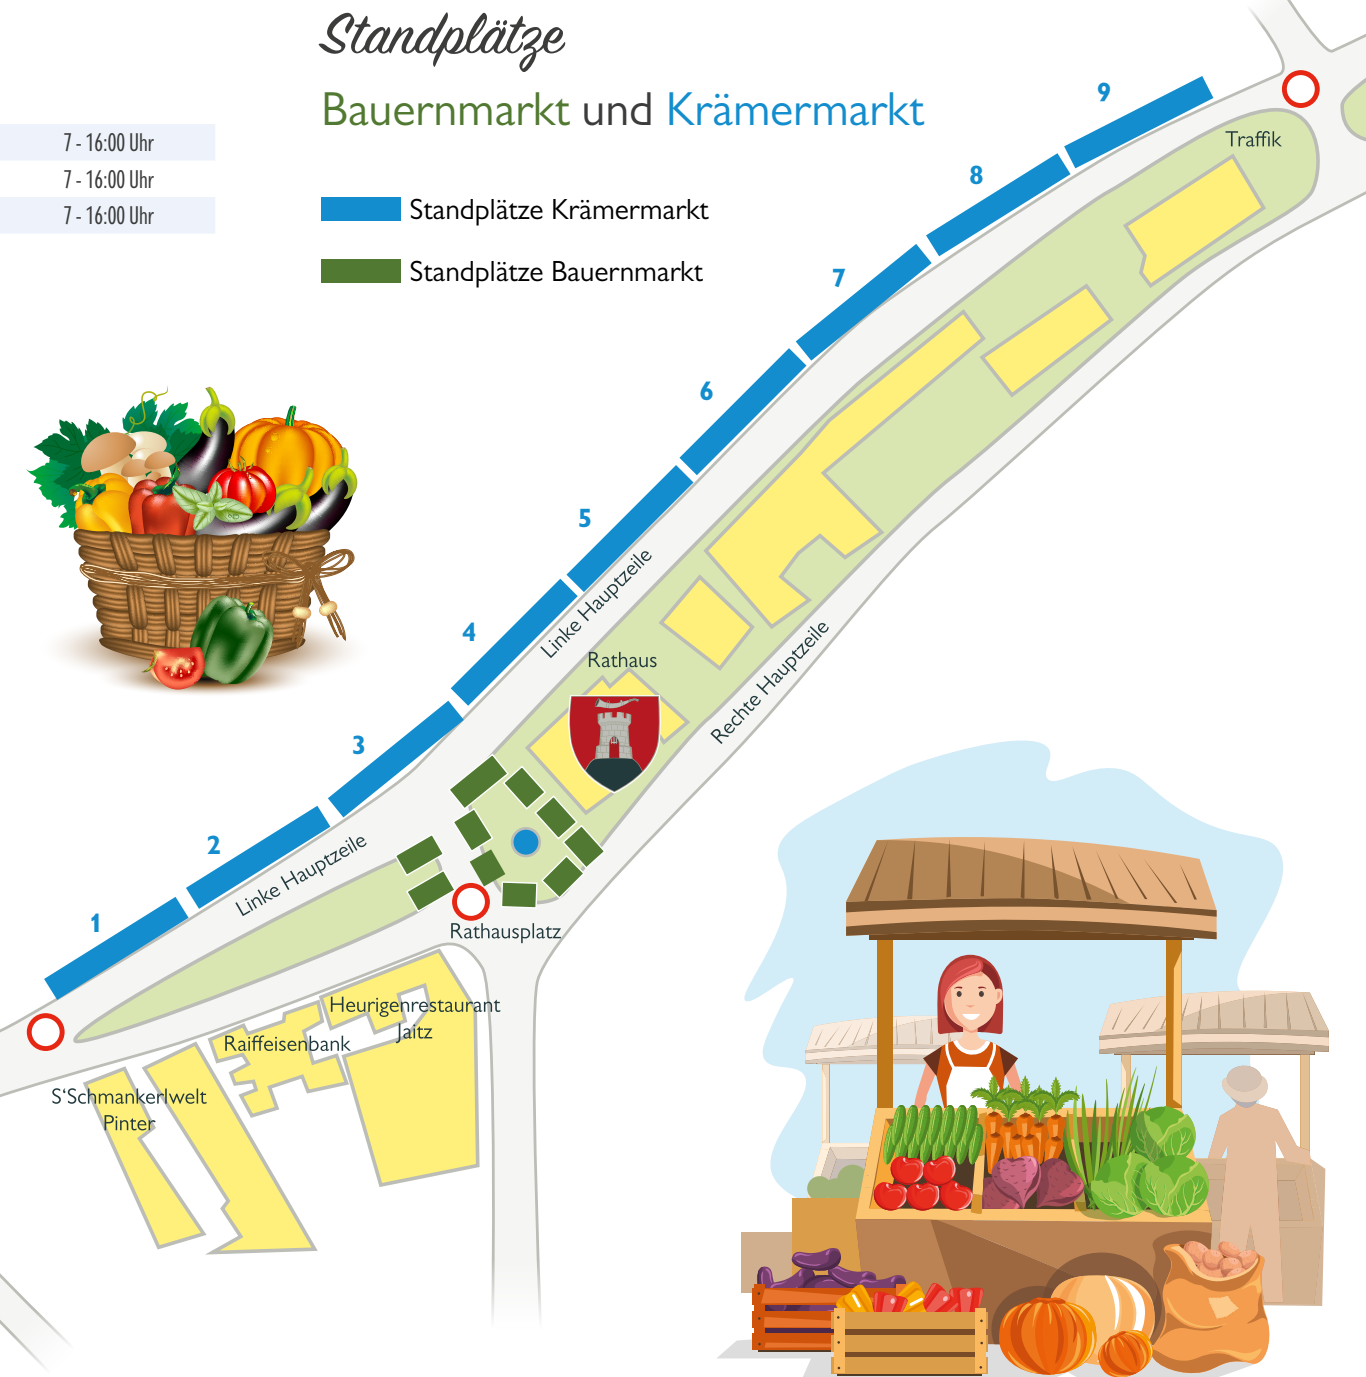 Standplätze
Bauernmarkt und Krämermarkt
7 - 16:00 Uhr
7 - 16:00 Uhr
7 - 16:00 Uhr
Standplätze Krämermarkt
Standplätze Bauernmarkt
9
8
7
6
5
4
3
2
1
Traffik
Linke Hauptzeile
Rathaus
Rechte Hauptzeile
Linke Hauptzeile
Rathausplatz
Heurigenrestaurant
Jaitz
Raiffeisenbank
S‘Schmankerlwelt
Pinter